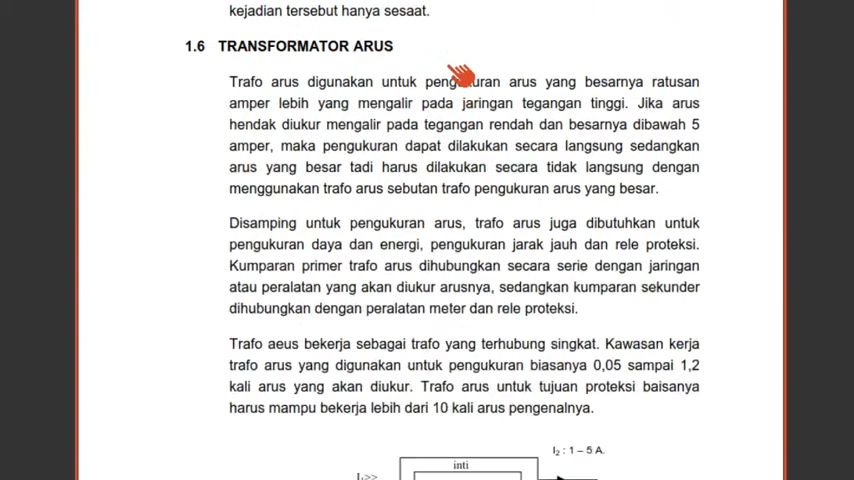 kejadian tersebut hanya sesaat.
1.6 TRANSFORMATOR ARUS
Trafo arus digunakan untuk pengukuran arus yang besarnya ratusan
amper lebih yang mengalir pada jaringan tegangan tinggi. Jika arus
hendak diukur mengalir pada tegangan rendah dan besarnya dibawah 5
amper, maka pengukuran dapat dilakukan secara langsung sedangkan
arus yang besar tadi harus dilakukan secara tidak langsung dengan
menggunakan trafo arus sebutan trafo pengukuran arus yang besar.
Disamping untuk pengukuran arus, trafo arus juga dibutuhkan untuk
pengukuran daya dan energi, pengukuran jarak jauh dan rele proteksi.
Kumparan primer trafo arus dihubungkan secara serie dengan jaringan
atau peralatan yang akan diukur arusnya, sedangkan kumparan sekunder
dihubungkan dengan peralatan meter dan rele proteksi.
Trafo aeus bekerja sebagai trafo yang terhubung singkat. Kawasan kerja
trafo arus yang digunakan untuk pengukuran biasanya 0,05 sampai 1,2
kali arus yang akan diukur. Trafo arus untuk tujuan proteksi baisanya
harus mampu bekerja lebih dari 10 kali arus pengenalnya.
I₂ : 1 – 5 A.
inti